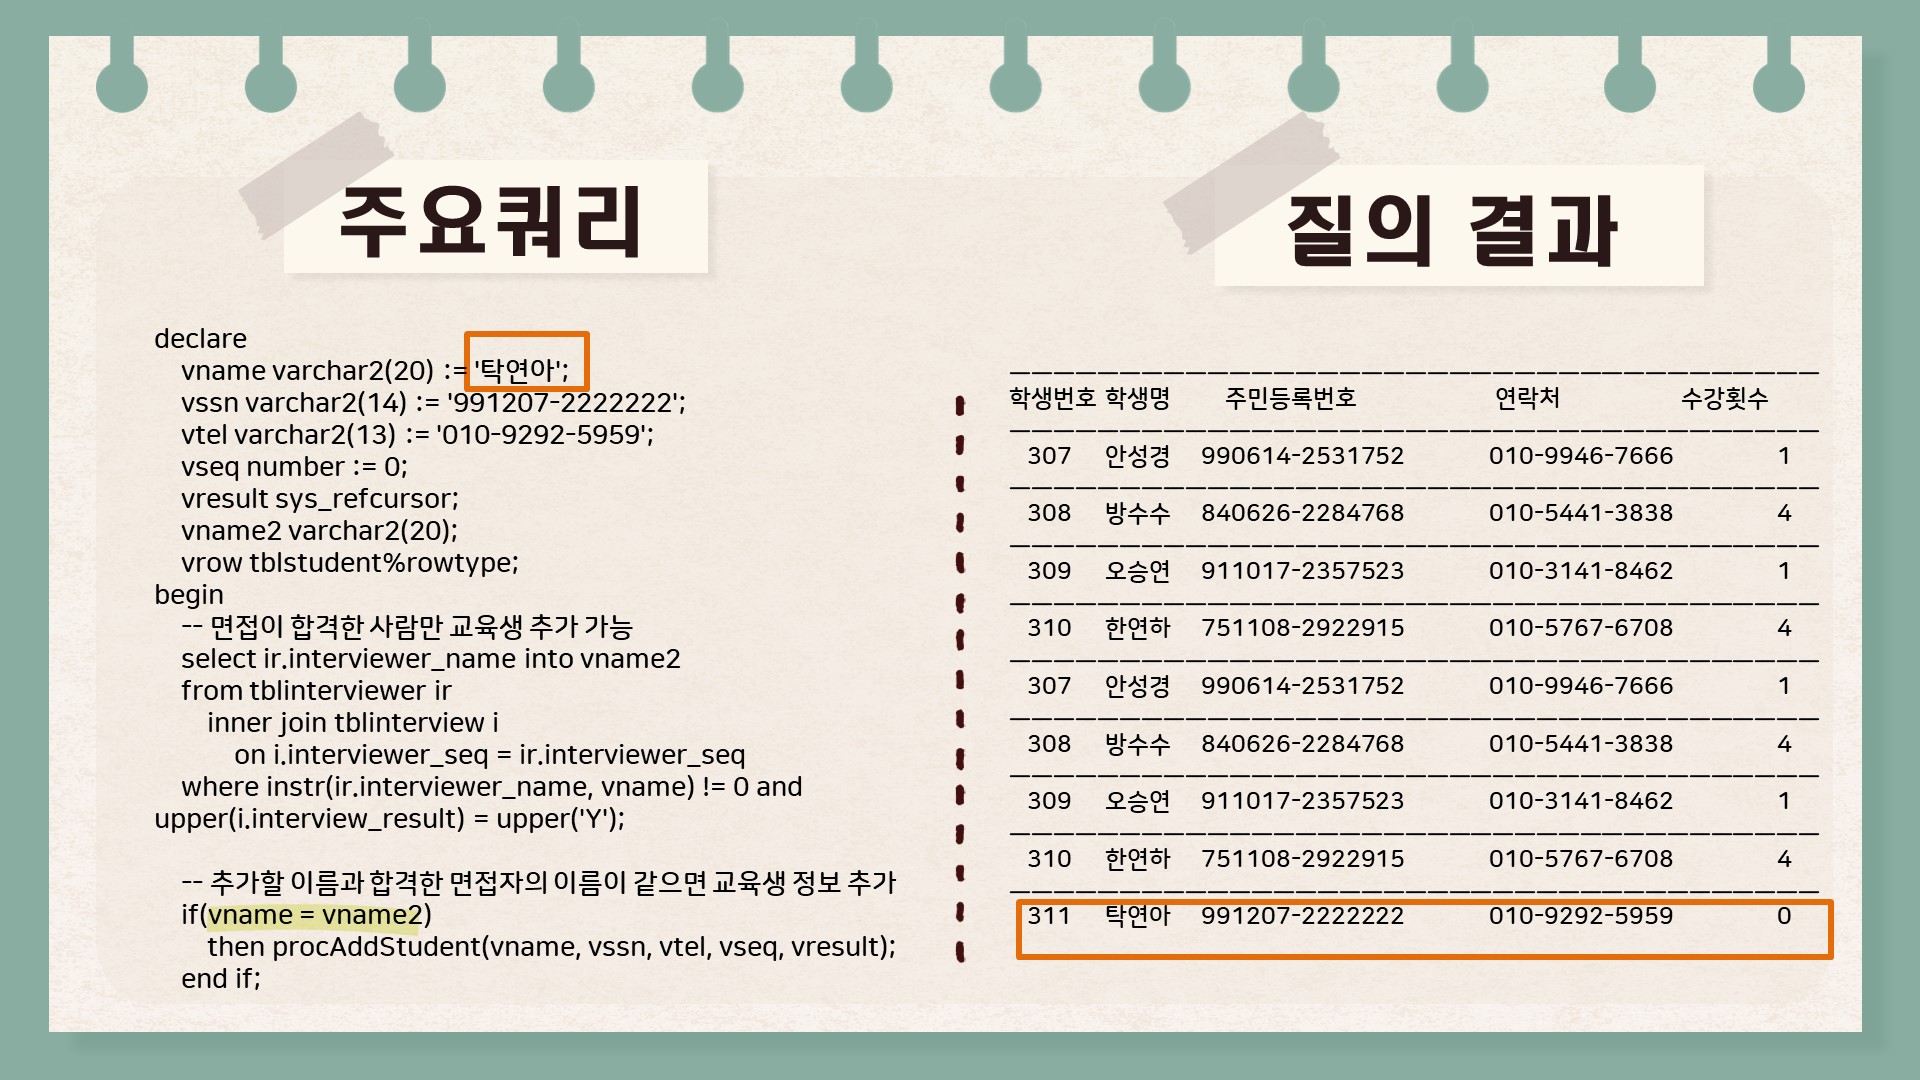 주요쿼리
declare
vname varchar2(20) := '탁연아';
vssn varchar2(14) := '991207-2222222';
vtel varchar2(13) := '010-9292-5959';
vseq number := 0;
vresult sys_refcursor;
vname2 varchar2(20);
vrow tblstudent%rowtype;
begin
-- 면접이 합격한 사람만 교육생 추가 가능
select ir.interviewer_name into vname2
from tblinterviewer ir
inner join tblinterview i
on i.interviewer_seq = ir.interviewer_seq
where instr(ir.interviewer_name, vname) != 0 and
upper(i.interview_result) = upper('Y');
-- 추가할 이름과 합격한 면접자의 이름이 같으면 교육생 정보 추가
if(vname = vname2)
then procAddStudent(vname, vssn, vtel, vseq, vresult);
end if;
질의 결과
학생번호 학생명 주민등록번호 연락처 수강횟수
307 안성경 990614-2531752 010-9946-7666 1
308 방수수 840626-2284768 010-5441-3838 4
309 오승연 911017-2357523 010-3141-8462 1
310 한연하 751108-2922915 010-5767-6708 4
307 안성경 990614-2531752 010-9946-7666 1
308 방수수 840626-2284768 010-5441-3838 4
309 오승연 911017-2357523 010-3141-8462 1
310 한연하 751108-2922915 010-5767-6708 4
311 탁연아 991207-2222222 010-9292-5959 0